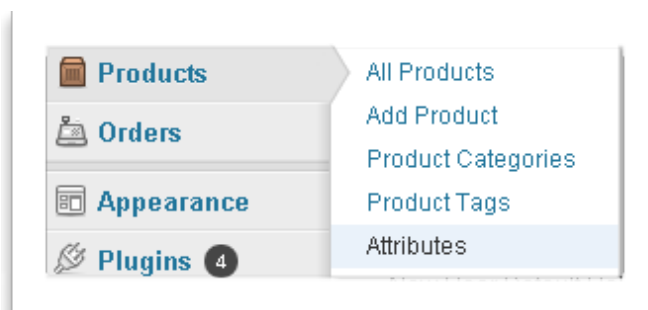 Products
Orders
Appearance
Plugins 4
All Products
Add Product
Product Categories
Product Tags
Attributes